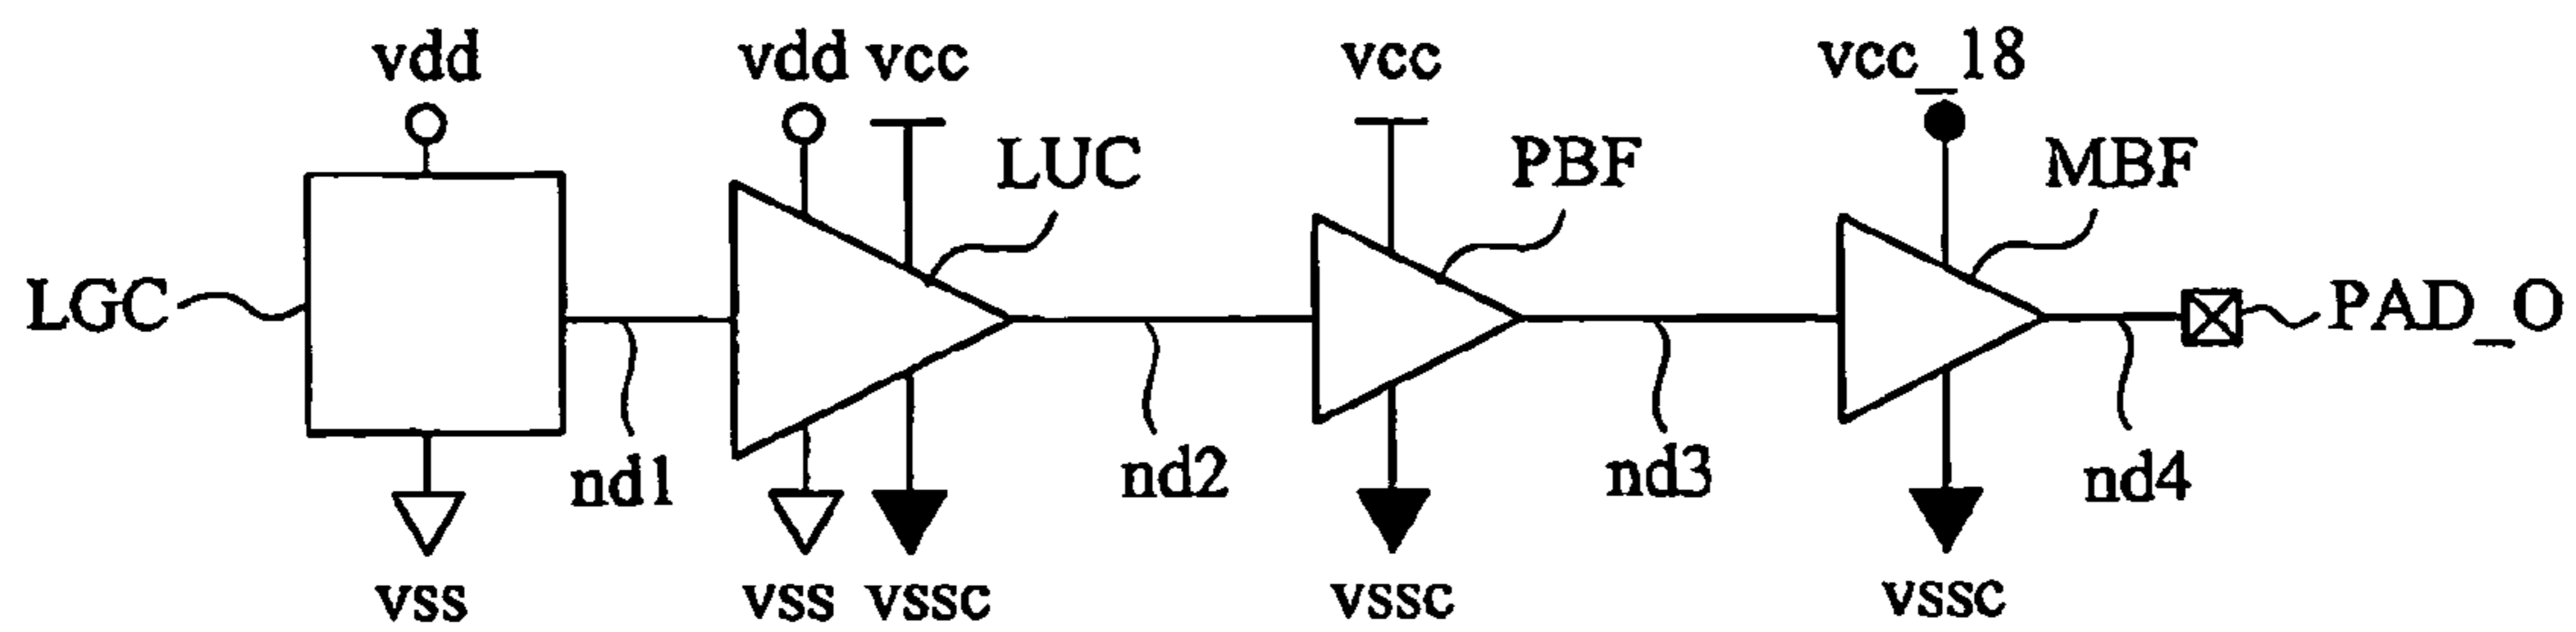 vdd
vdd vcc
vcc
vcc_18
LUC
PBF
MBF
LGC
PAD_O
nd1
nd2
nd3
nd4
vss
vss vssc
vssc
vssc